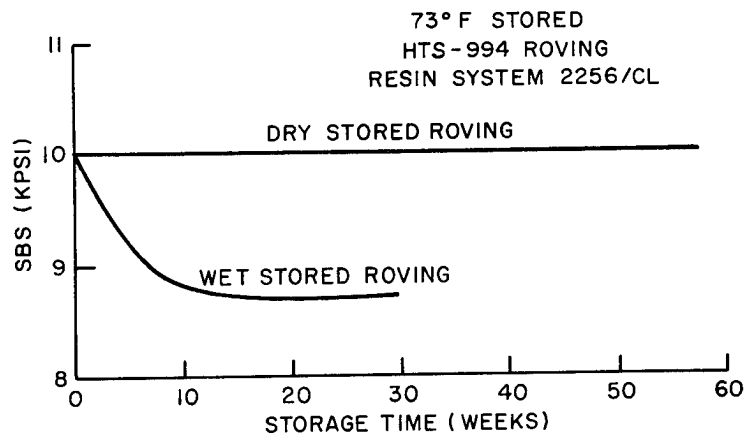 73°F STORED
HTS-994 ROVING
RESIN SYSTEM 2256/CL
11
DRY STORED ROVING
10
SBS (KPSI)
9
WET STORED ROVING
8
0 10 20 30 40 50 60
STORAGE TIME (WEEKS)